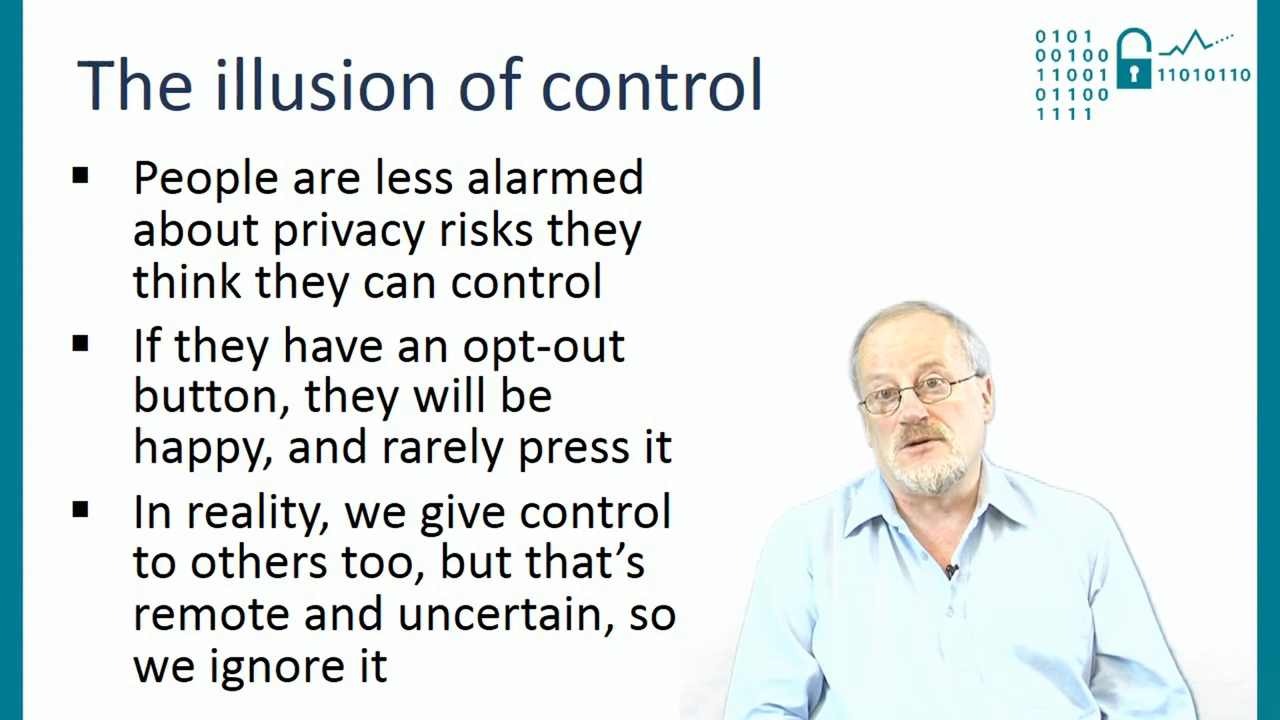 The illusion of control
▪ People are less alarmed
about privacy risks they
think they can control
▪ If they have an opt-out
button, they will be
happy, and rarely press it
▪ In reality, we give control
to others too, but that's
remote and uncertain, so
we ignore it
0101
00100
11001
01100
1111
11010110